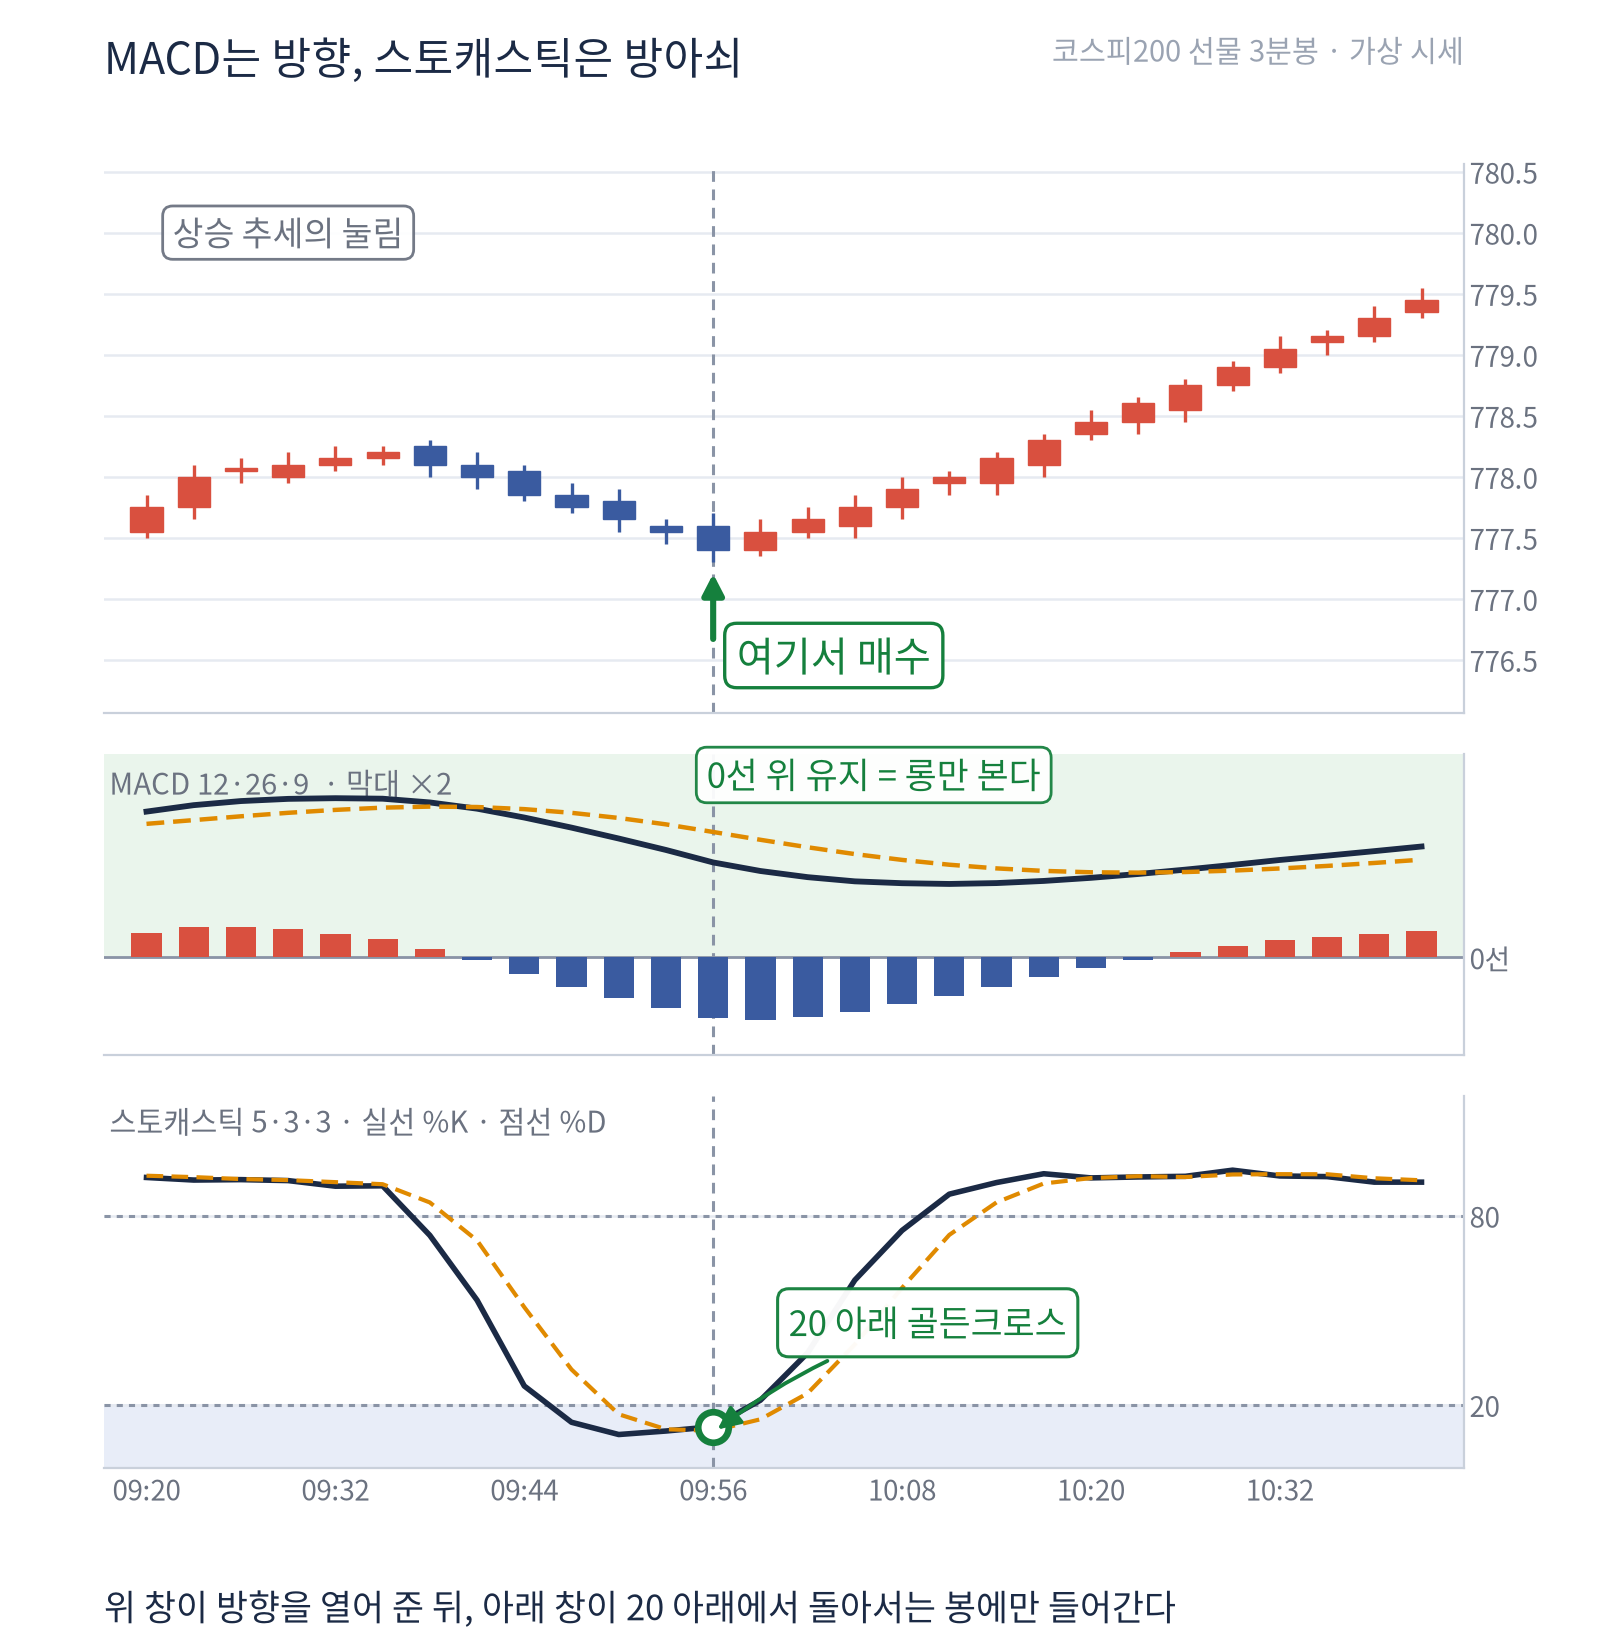 MACD는 방향, 스토캐스틱은 방아쇠
코스피200 선물 3분봉 · 가상 시세
780.5
상승 추세의 눌림
780.0
779.5
779.0
778.5
778.0
777.5
777.0
여기서 매수
776.5
MACD 12·26·9 · 막대 ×2
0선 위 유지 = 롱만 본다
0선
스토캐스틱 5·3·3 · 실선 %K · 점선 %D
80
20 아래 골든크로스
20
09:20 09:32 09:44 09:56 10:08 10:20 10:32
위 창이 방향을 열어 준 뒤, 아래 창이 20 아래에서 돌아서는 봉에만 들어간다